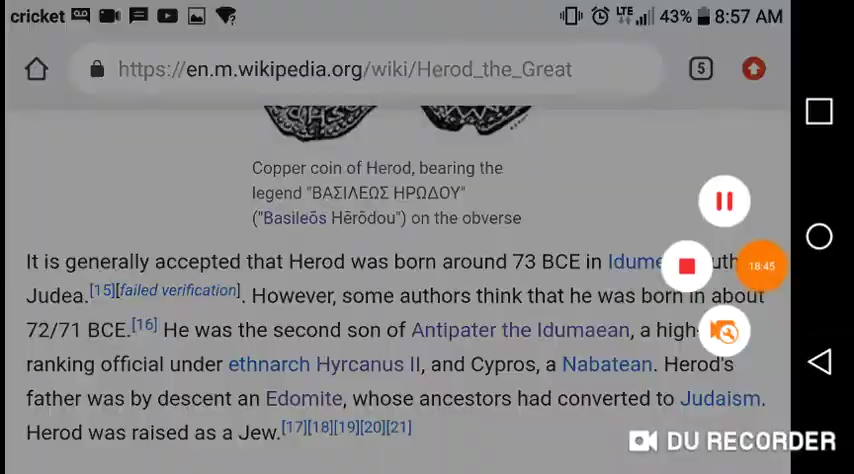 cricket LTE 43% 8:57 AM
https://en.m.wikipedia.org/wiki/Herod_the_Great 5
Copper coin of Herod, bearing the
legend "ΒΑΣΙΛΕΩΣ ΗΡΩΔΟΥ"
("Basileōs Hērōdou") on the obverse
It is generally accepted that Herod was born around 73 BCE in
Judea.[15][failed verification]. However, some authors think that he was born in about
72/71 BCE.[16] He was the second son of Antipater the Idumaean, a high-
ranking official under ethnarch Hyrcanus II, and Cypros, a Nabatean. Herod's
father was by descent an Edomite, whose ancestors had converted to Judaism.
Herod was raised as a Jew.[17][18][19][20][21]
18:45
DU RECORDER